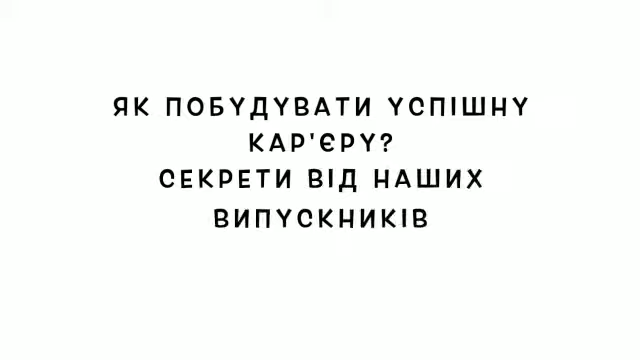 ЯК ПОБУДУВАТИ УСПІШНУ
КАР'ЄРУ?
СЕКРЕТИ ВІД НАШИХ
ВИПУСКНИКІВ